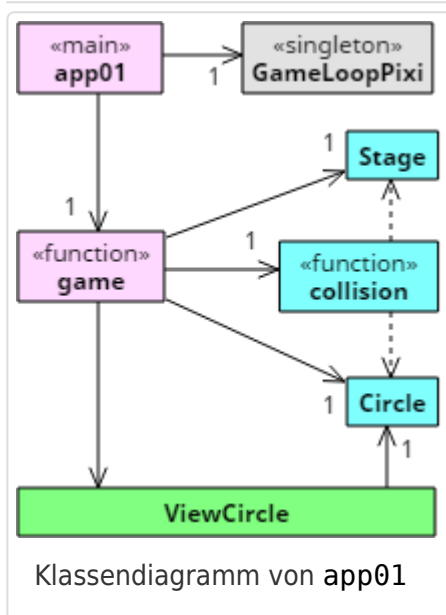 «main»
app01
1
«singleton»
GameLoopPixi
1
Stage
1
«function»
game
1
«function»
collision
1
Circle
1
ViewCircle
Klassendiagramm von app01